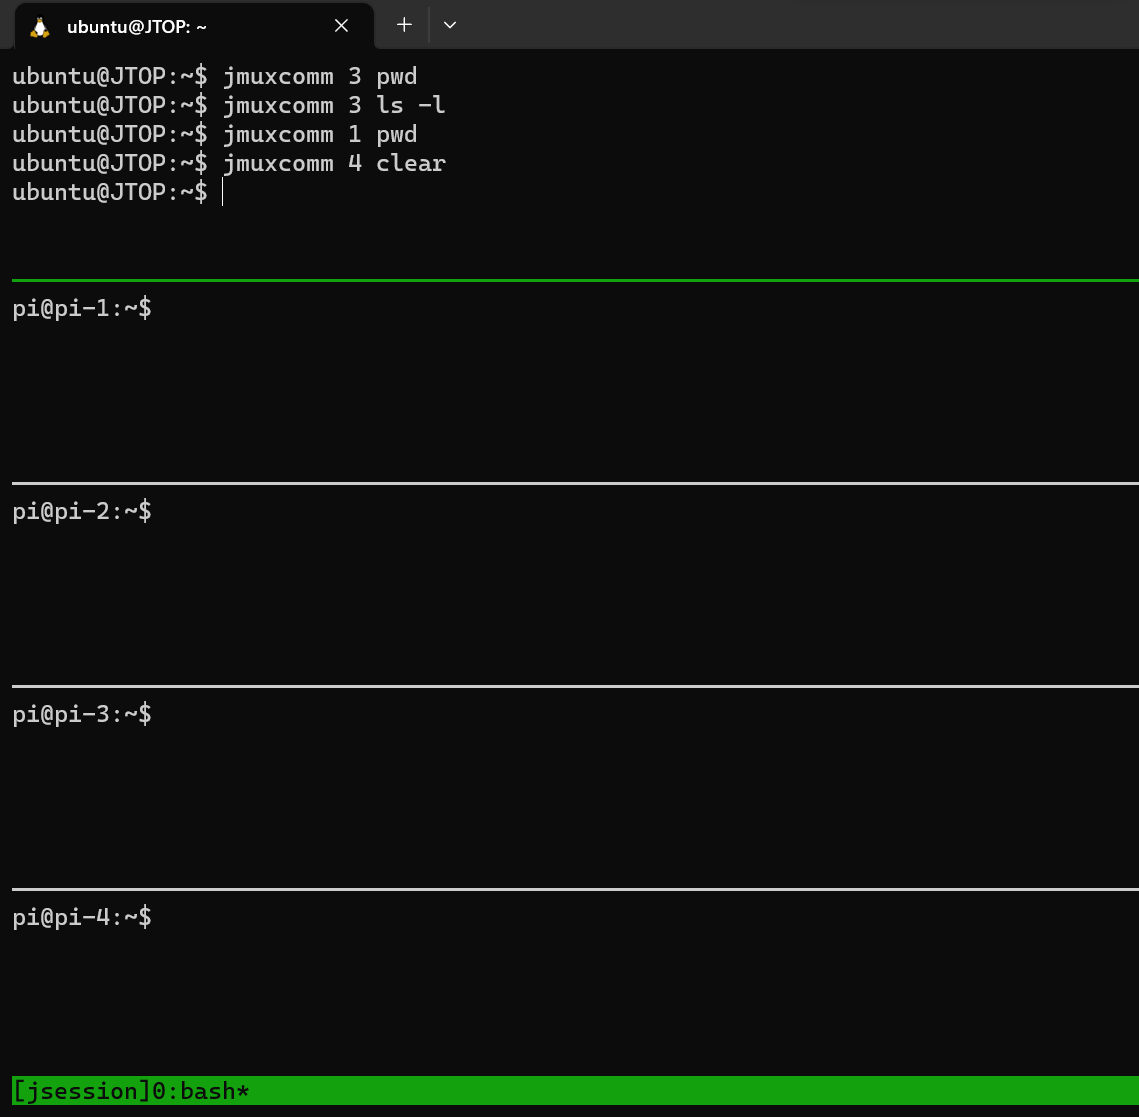 ubuntu@JTOP: ~
ubuntu@JTOP:~$ jmuxcomm 3 pwd
ubuntu@JTOP:~$ jmuxcomm 3 ls -l
ubuntu@JTOP:~$ jmuxcomm 1 pwd
ubuntu@JTOP:~$ jmuxcomm 4 clear
ubuntu@JTOP:~$
pi@pi-1:~$
pi@pi-2:~$
pi@pi-3:~$
pi@pi-4:~$
[jsession]0:bash*